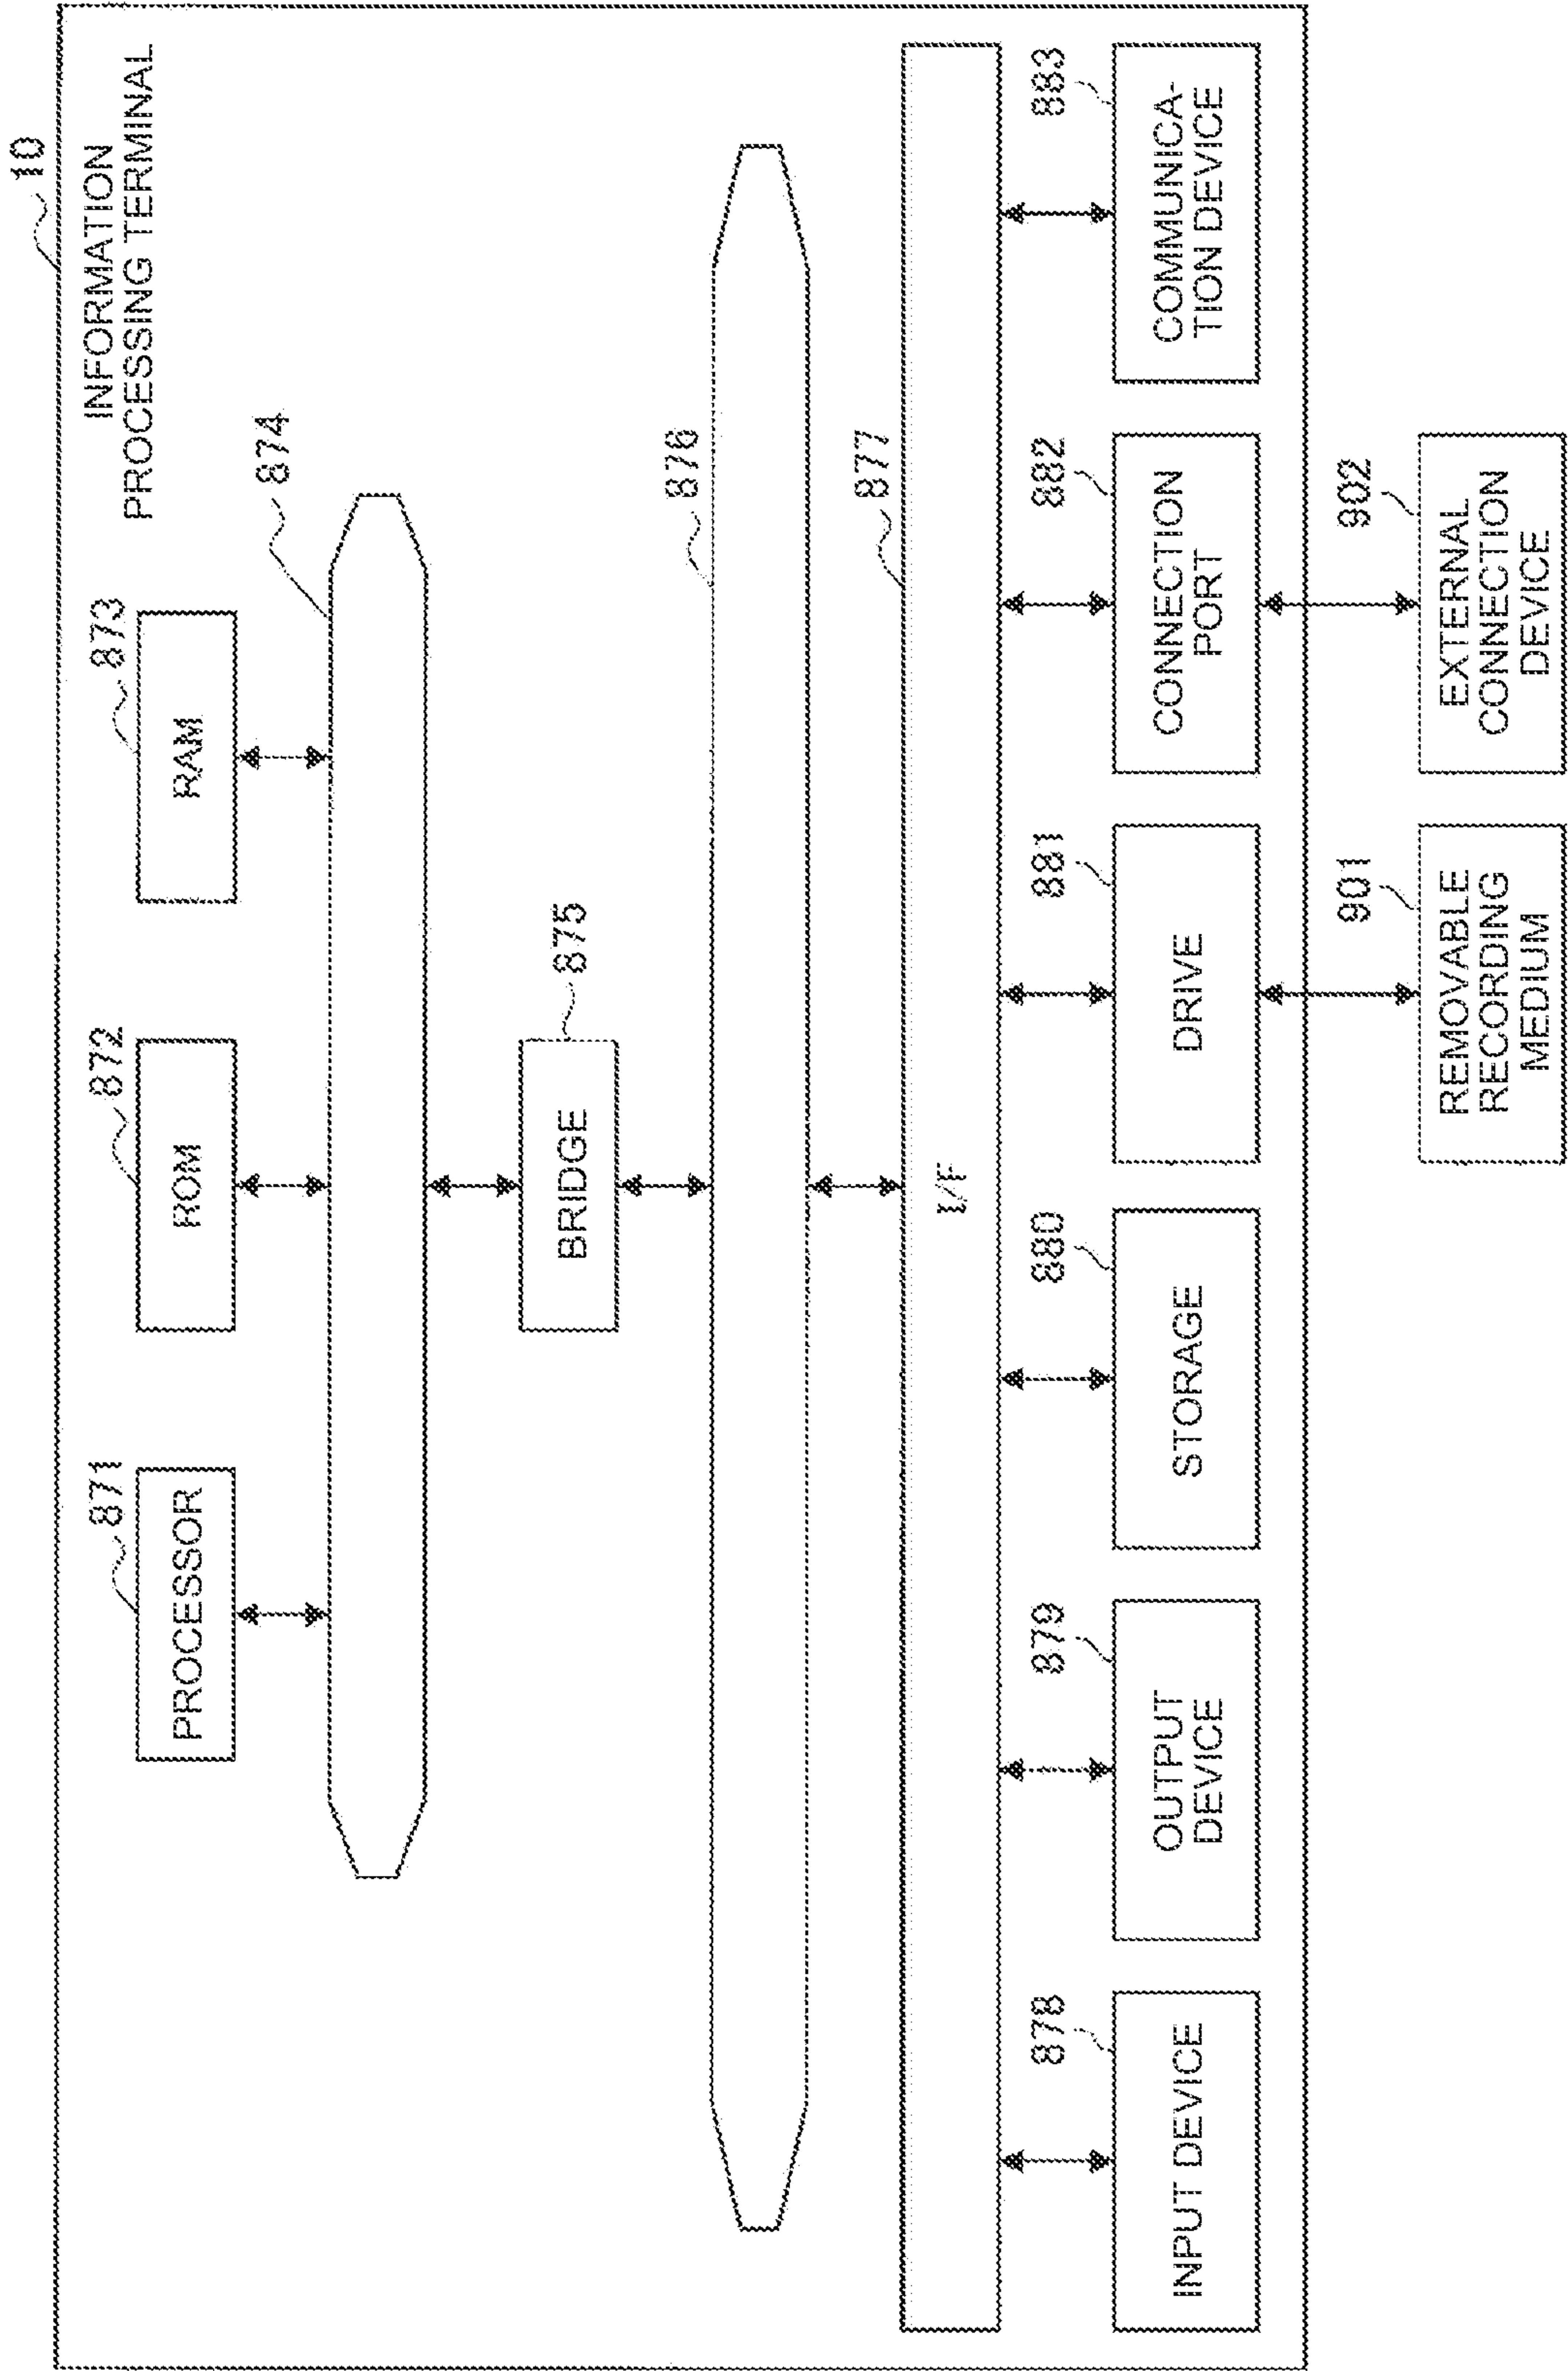 10
INFORMATION
PROCESSING TERMINAL
871
PROCESSOR
872
ROM
873
RAM
874
875
BRIDGE
876
877
I/F
878
INPUT DEVICE
879
OUTPUT
DEVICE
880
STORAGE
881
DRIVE
882
CONNECTION
PORT
883
COMMUNICA-
TION DEVICE
901
REMOVABLE
RECORDING
MEDIUM
902
EXTERNAL
CONNECTION
DEVICE